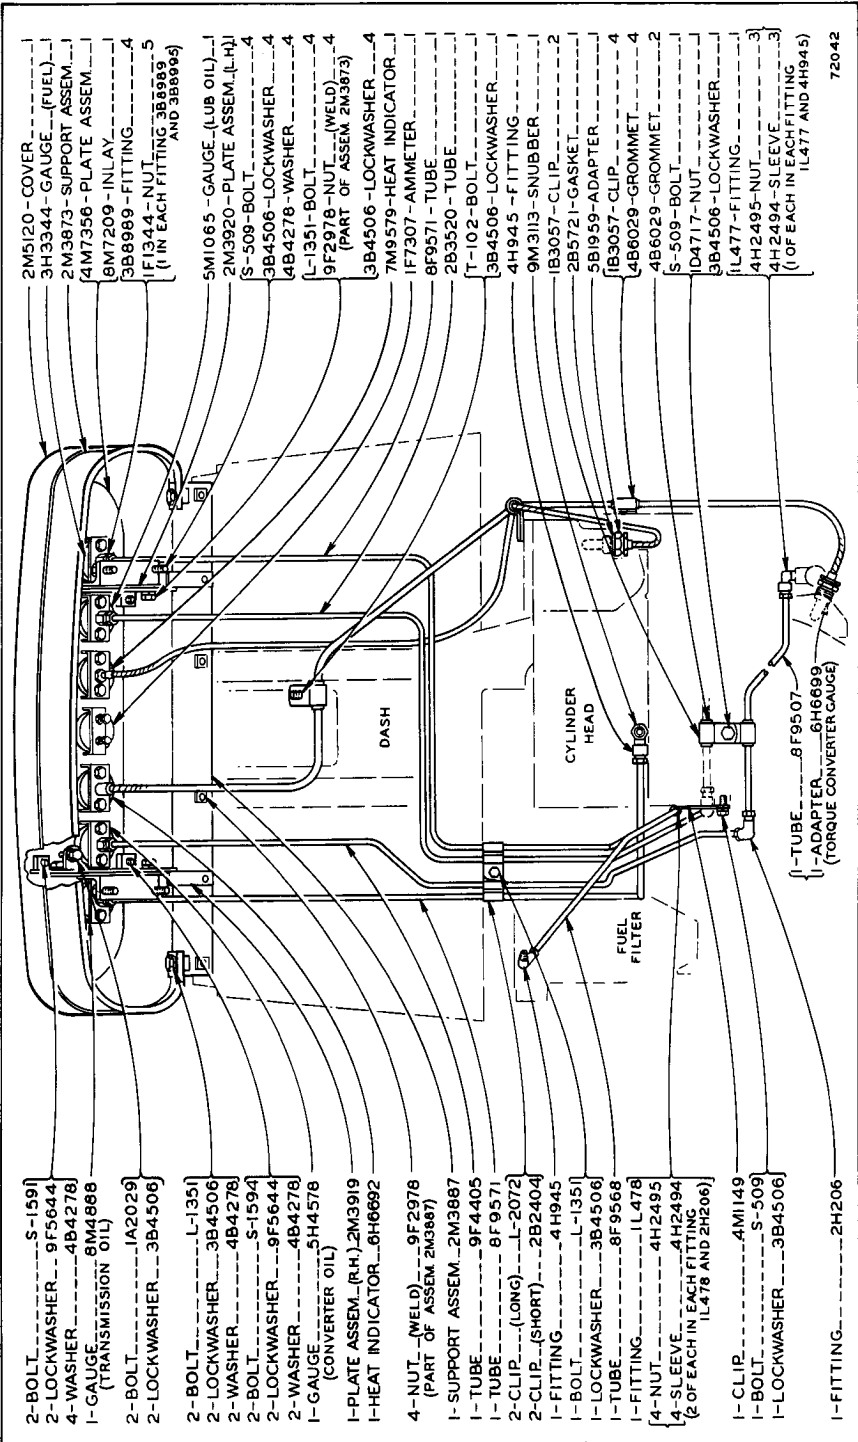 2-BOLT S-1591
2-LOCKWASHER 9F5644
4-WASHER 4B4278
1-GAUGE 8M4888
(TRANSMISSION OIL)
2-BOLT 1A2029
2-LOCKWASHER 3B4506
2-BOLT L-1351
2-LOCKWASHER 3B4506
2-WASHER 4B4278
2-BOLT S-1594
2-LOCKWASHER 9F5644
2-WASHER 4B4278
1-GAUGE 5H4578
(CONVERTER OIL)
1-PLATE ASSEM. (R.H.) 2M3919
1-HEAT INDICATOR 6H6692
4-NUT (WELD) 9F2978
(PART OF ASSEM. 2M3887)
1-SUPPORT ASSEM. 2M3887
1-TUBE 9F4405
1-TUBE 8F9571
2-CLIP (LONG) L-2072
2-CLIP (SHORT) 2B2404
1-FITTING 4H945
1-BOLT L-1351
1-LOCKWASHER 3B4506
1-TUBE 8F9568
1-FITTING 1L478
4-NUT 4H2495
4-SLEEVE 4H2494
(2 OF EACH IN EACH FITTING
1L478 AND 2H206)
1-CLIP 4M1149
1-BOLT S-509
1-LOCKWASHER 3B4506
1-FITTING 2H206
DASH
CYLINDER
HEAD
FUEL
FILTER
1-TUBE 8F9507
1-ADAPTER 6H6699
(TORQUE CONVERTER GAUGE)
2M5120-COVER 1
3H3344-GAUGE (FUEL) 1
2M3873-SUPPORT ASSEM. 1
4M7356-PLATE ASSEM. 1
8M7209-INLAY 1
3B8989-FITTING 4
1F1344-NUT 5
(1 IN EACH FITTING 3B8989
AND 3B8995)
5M1065-GAUGE (LUB OIL) 1
2M3920-PLATE ASSEM. (L.H.) 1
S-509-BOLT 4
3B4506-LOCKWASHER 4
4B4278-WASHER 4
L-1351-BOLT 4
9F2978-NUT (WELD) 4
(PART OF ASSEM. 2M3873)
3B4506-LOCKWASHER 4
7M9579-HEAT INDICATOR 1
1F7307-AMMETER 1
8F9571-TUBE 1
2B3520-TUBE 1
T-102-BOLT 1
3B4506-LOCKWASHER 1
4H945-FITTING 1
9M3113-SNUBBER 1
1B3057-CLIP 2
2B5721-GASKET 1
5B1959-ADAPTER 1
1B3057-CLIP 4
4B6029-GROMMET 4
4B6029-GROMMET 2
S-509-BOLT 1
1D4717-NUT 1
3B4506-LOCKWASHER 1
1L477-FITTING 1
4H2495-NUT 3
4H2494-SLEEVE 3
(1 OF EACH IN EACH FITTING
1L477 AND 4H945)
72042